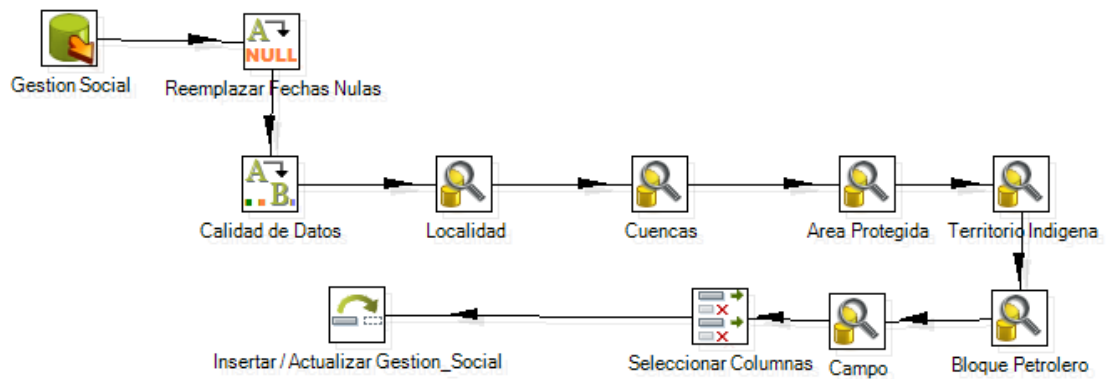 A
NULL
Gestion Social
Reemplazar Fechas Nulas
A
B
Calidad de Datos
Localidad
Cuencas
Area Protegida
Territorio Indigena
Insertar / Actualizar Gestion_Social
Seleccionar Columnas
Campo
Bloque Petrolero